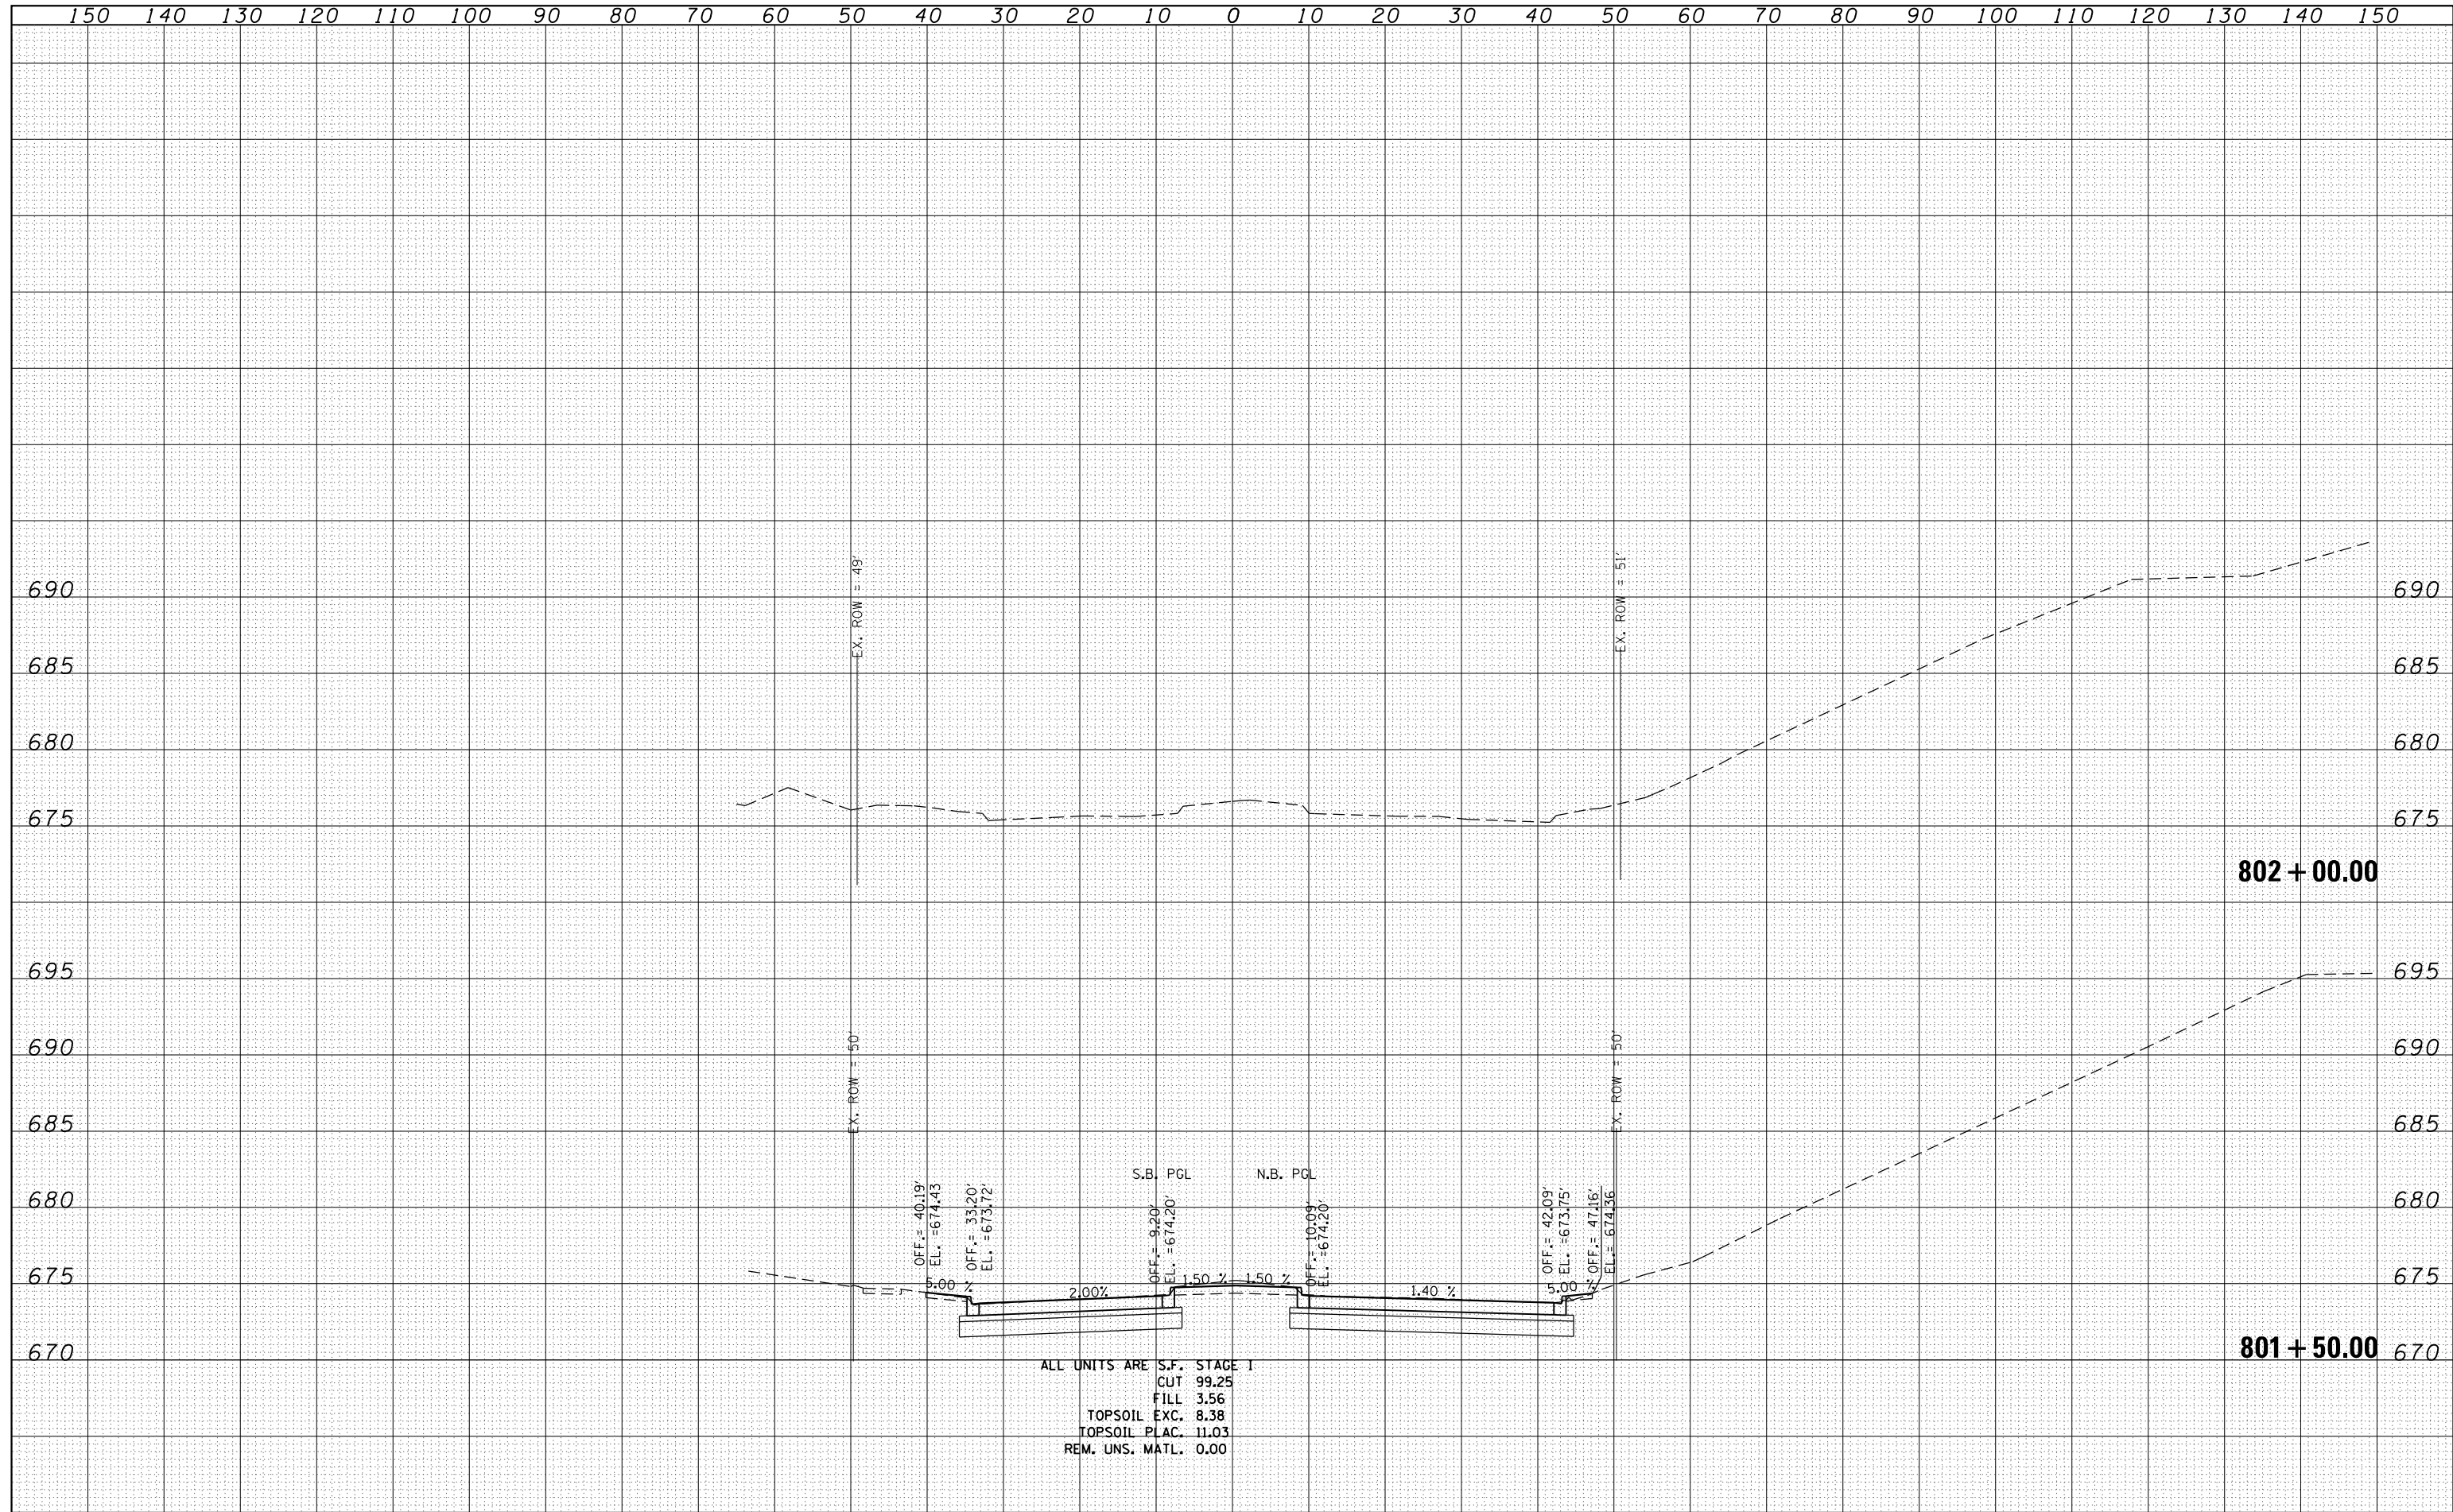 150 140 130 120 110 100 90 80 70 60 50 40 30 20 10 0 10 20 30 40 50 60 70 80 90 100 110 120 130 140 150
EX. ROW = 49'
EX. ROW = 51'
690 690
685 685
680 680
675 675
802+00.00
695 695
690 690
EX. ROW = 50'
EX. ROW = 50'
685 685
S.B. PGL N.B. PGL
680 680
OFF.= 40.19'
EL. =674.43
OFF.= 33.20'
EL. =673.72'
OFF.= 9.20'
EL. =674.20'
OFF.= 10.09'
EL. =674.20'
OFF.= 42.09'
EL. =673.75'
OFF.= 47.16'
EL.= 674.36
675 675
5.00 % 2.00% 1.50 % 1.50 % 1.40 % 5.00 %
801+50.00
670 670
ALL UNITS ARE S.F. STAGE I
CUT 99.25
FILL 3.56
TOPSOIL EXC. 8.38
TOPSOIL PLAC. 11.03
REM. UNS. MATL. 0.00